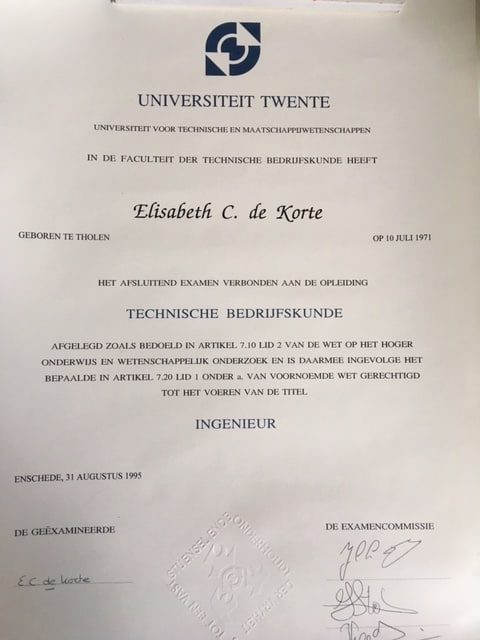 UNIVERSITEIT TWENTE
UNIVERSITEIT VOOR TECHNISCHE EN MAATSCHAPPIJWETENSCHAPPEN
IN DE FACULTEIT DER TECHNISCHE BEDRIJFSKUNDE HEEFT
Elisabeth C. de Korte
GEBOREN TE THOLEN OP 10 JULI 1971
HET AFSLUITEND EXAMEN VERBONDEN AAN DE OPLEIDING
TECHNISCHE BEDRIJFSKUNDE
AFGELEGD ZOALS BEDOELD IN ARTIKEL 7.10 LID 2 VAN DE WET OP HET HOGER
ONDERWIJS EN WETENSCHAPPELIJK ONDERZOEK EN IS DAARMEE INGEVOLGE HET
BEPAALDE IN ARTIKEL 7.20 LID 1 ONDER a. VAN VOORNOEMDE WET GERECHTIGD
TOT HET VOEREN VAN DE TITEL
INGENIEUR
ENSCHEDE, 31 AUGUSTUS 1995
DE GEËXAMINEERDE
DE EXAMENCOMMISSIE
E.C. de Korte